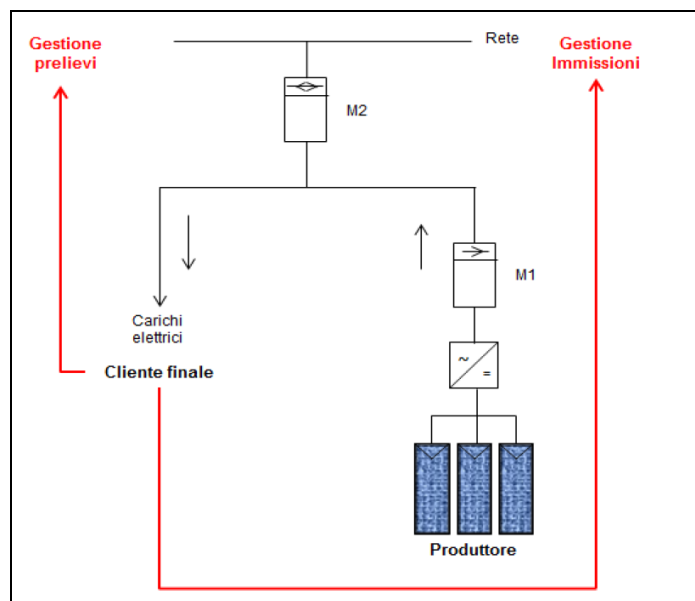 Gestione
prelievi
Rete
Gestione
Immissioni
M2
M1
Carichi
elettrici
Cliente finale
~
=
Produttore